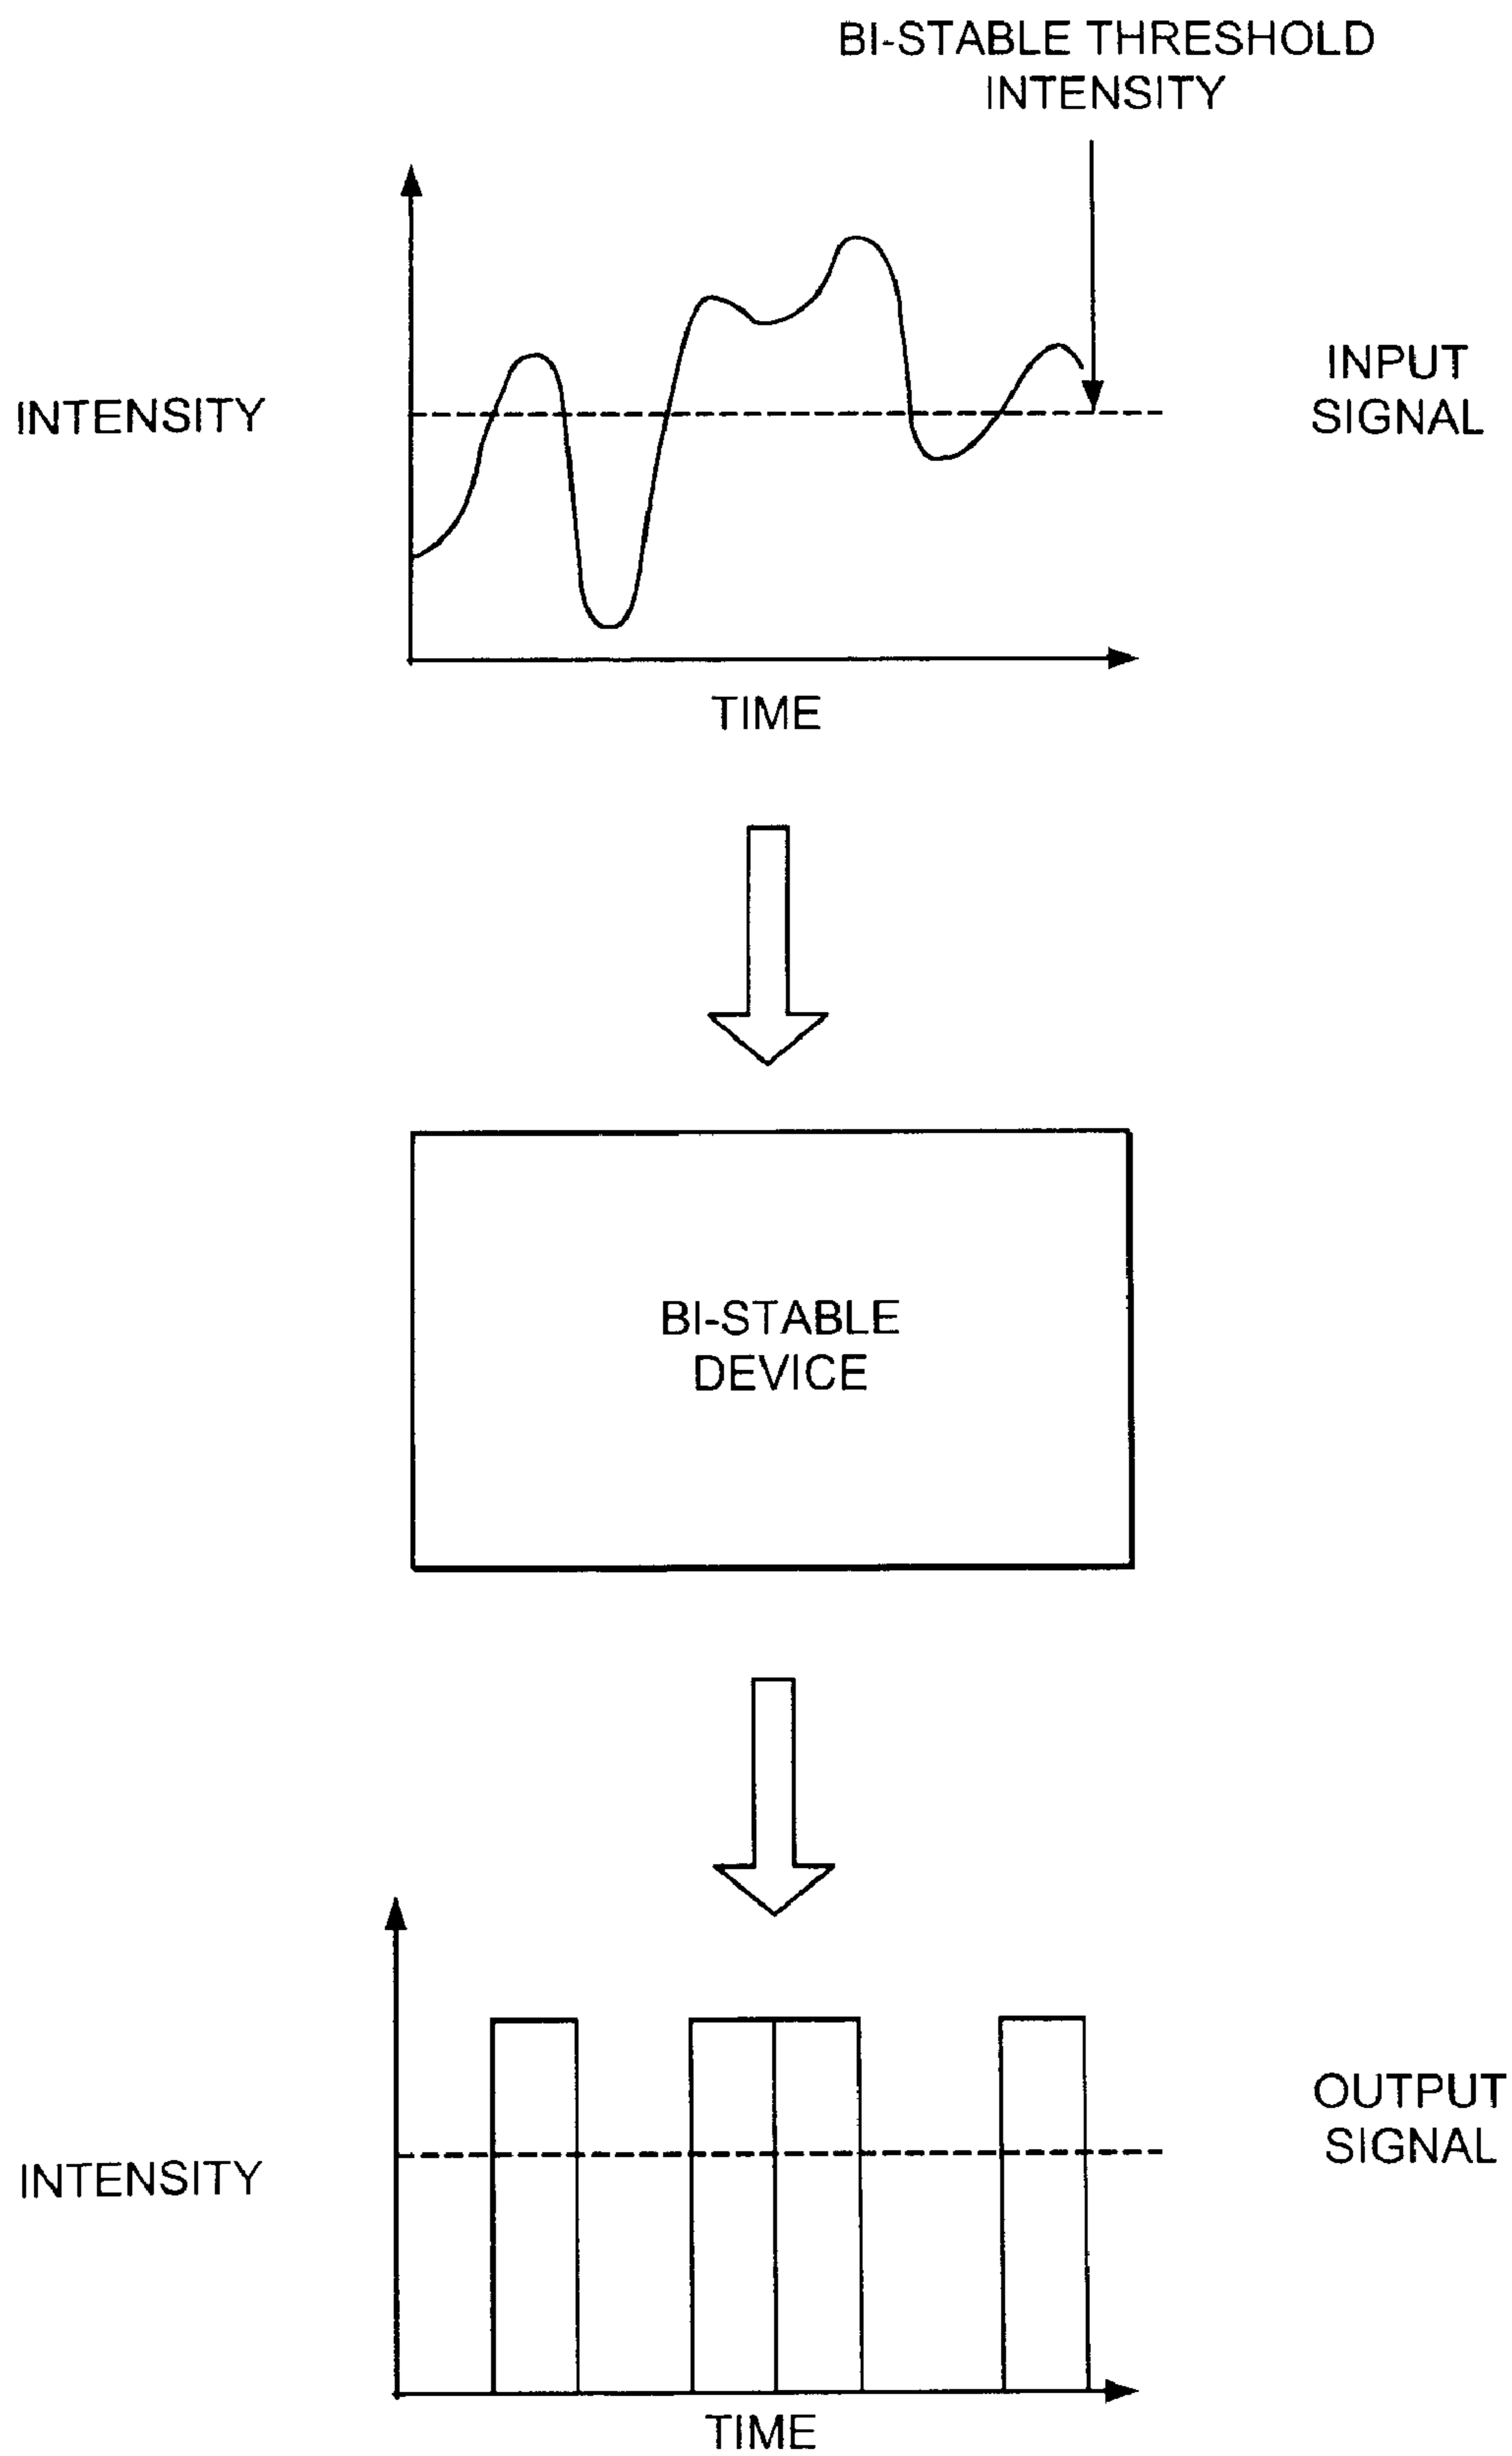 BI-STABLE THRESHOLD
INTENSITY
INTENSITY
INPUT
SIGNAL
TIME
BI-STABLE
DEVICE
OUTPUT
SIGNAL
INTENSITY
TIME